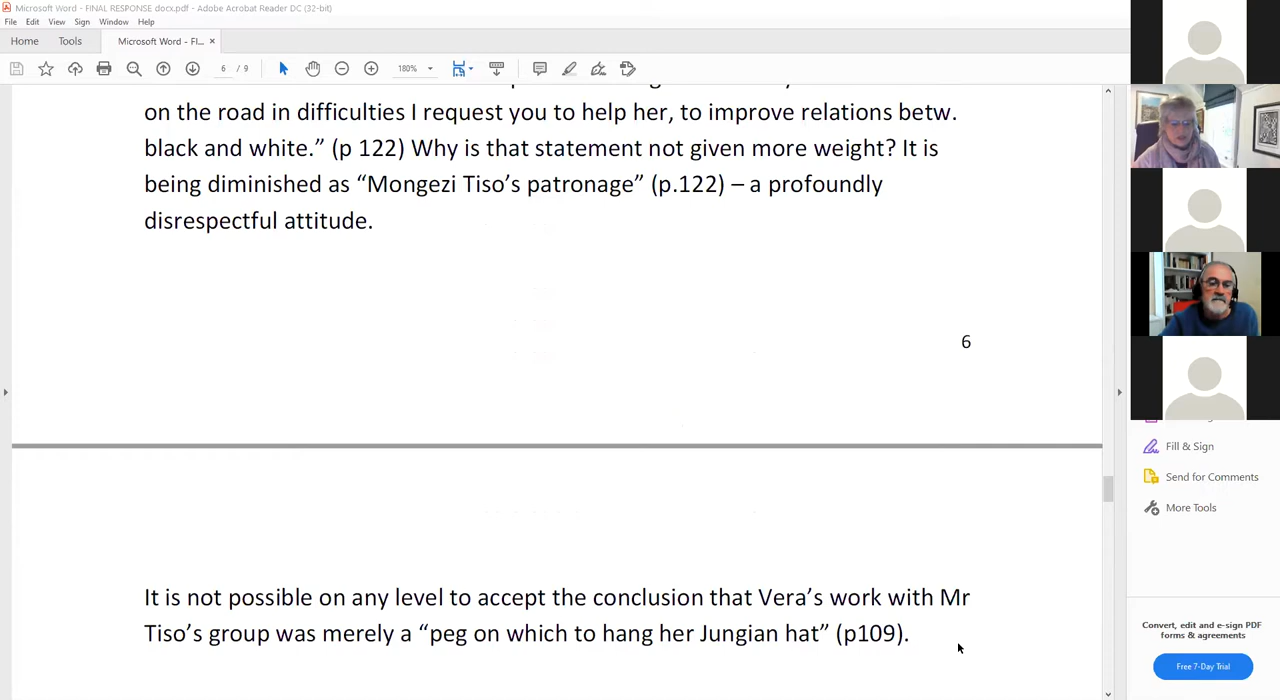 Microsoft Word - FINAL RESPONSE docx.pdf - Adobe Acrobat Reader DC (32-bit)
File Edit View Sign Window Help
Home Tools Microsoft Word - FI... ×
6 / 9 180%
on the road in difficulties I request you to help her, to improve relations betw.
black and white.” (p 122) Why is that statement not given more weight? It is
being diminished as “Mongezi Tiso’s patronage” (p.122) – a profoundly
disrespectful attitude.
6
It is not possible on any level to accept the conclusion that Vera’s work with Mr
Tiso’s group was merely a “peg on which to hang her Jungian hat” (p109).
Fill & Sign
Send for Comments
More Tools
Convert, edit and e-sign PDF
forms & agreements
Free 7-Day Trial